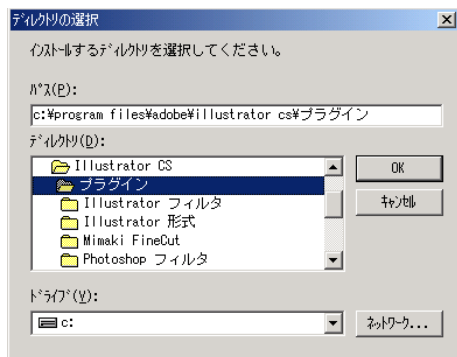 ﾃﾞｨﾚｸﾄﾘの選択
ｲﾝｽﾄｰﾙするﾃﾞｨﾚｸﾄﾘを選択してください。
ﾊﾟｽ(P):
c:¥program files¥adobe¥illustrator cs¥プラグイン
ﾃﾞｨﾚｸﾄﾘ(D):
Illustrator CS
プラグイン
Illustrator フィルタ
Illustrator 形式
Mimaki FineCut
Photoshop フィルタ
OK
ｷｬﾝｾﾙ
ﾄﾞﾗｲﾌﾞ(V):
c:
ﾈｯﾄﾜｰｸ...